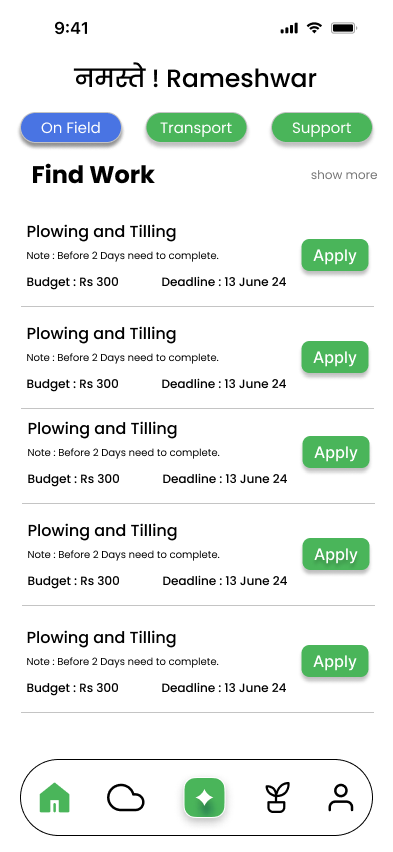 9:41
नमस्ते ! Rameshwar
On Field Transport Support
Find Work show more
Plowing and Tilling
Note : Before 2 Days need to complete.
Apply
Budget : Rs 300 Deadline : 13 June 24
Plowing and Tilling
Note : Before 2 Days need to complete.
Apply
Budget : Rs 300 Deadline : 13 June 24
Plowing and Tilling
Note : Before 2 Days need to complete.
Apply
Budget : Rs 300 Deadline : 13 June 24
Plowing and Tilling
Note : Before 2 Days need to complete.
Apply
Budget : Rs 300 Deadline : 13 June 24
Plowing and Tilling
Note : Before 2 Days need to complete.
Apply
Budget : Rs 300 Deadline : 13 June 24